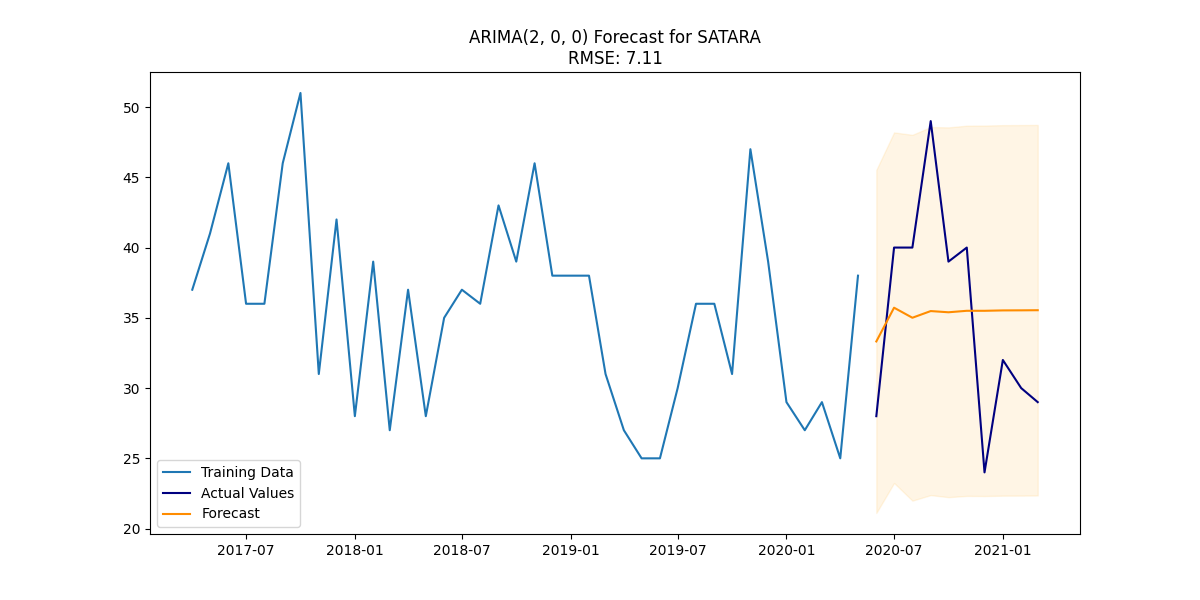 ARIMA(2, 0, 0) Forecast for SATARA
RMSE: 7.11
50
45
40
35
30
25
20
Training Data
Actual Values
Forecast
2017-07 2018-01 2018-07 2019-01 2019-07 2020-01 2020-07 2021-01